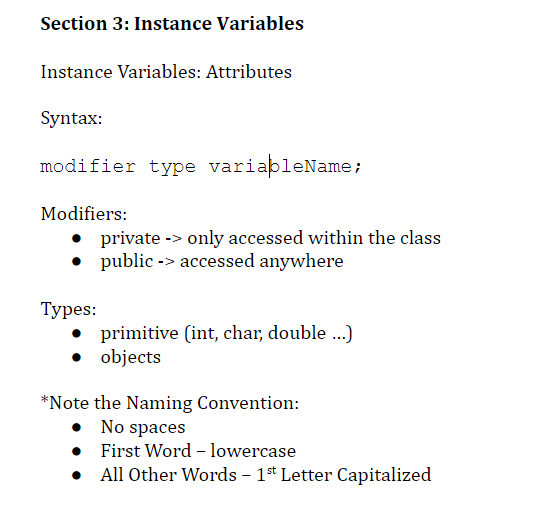 Section 3: Instance Variables
Instance Variables: Attributes
Syntax:
modifier type variableName;
Modifiers:
● private -> only accessed within the class
● public -> accessed anywhere
Types:
● primitive (int, char, double ...)
● objects
*Note the Naming Convention:
● No spaces
● First Word – lowercase
● All Other Words – 1st Letter Capitalized